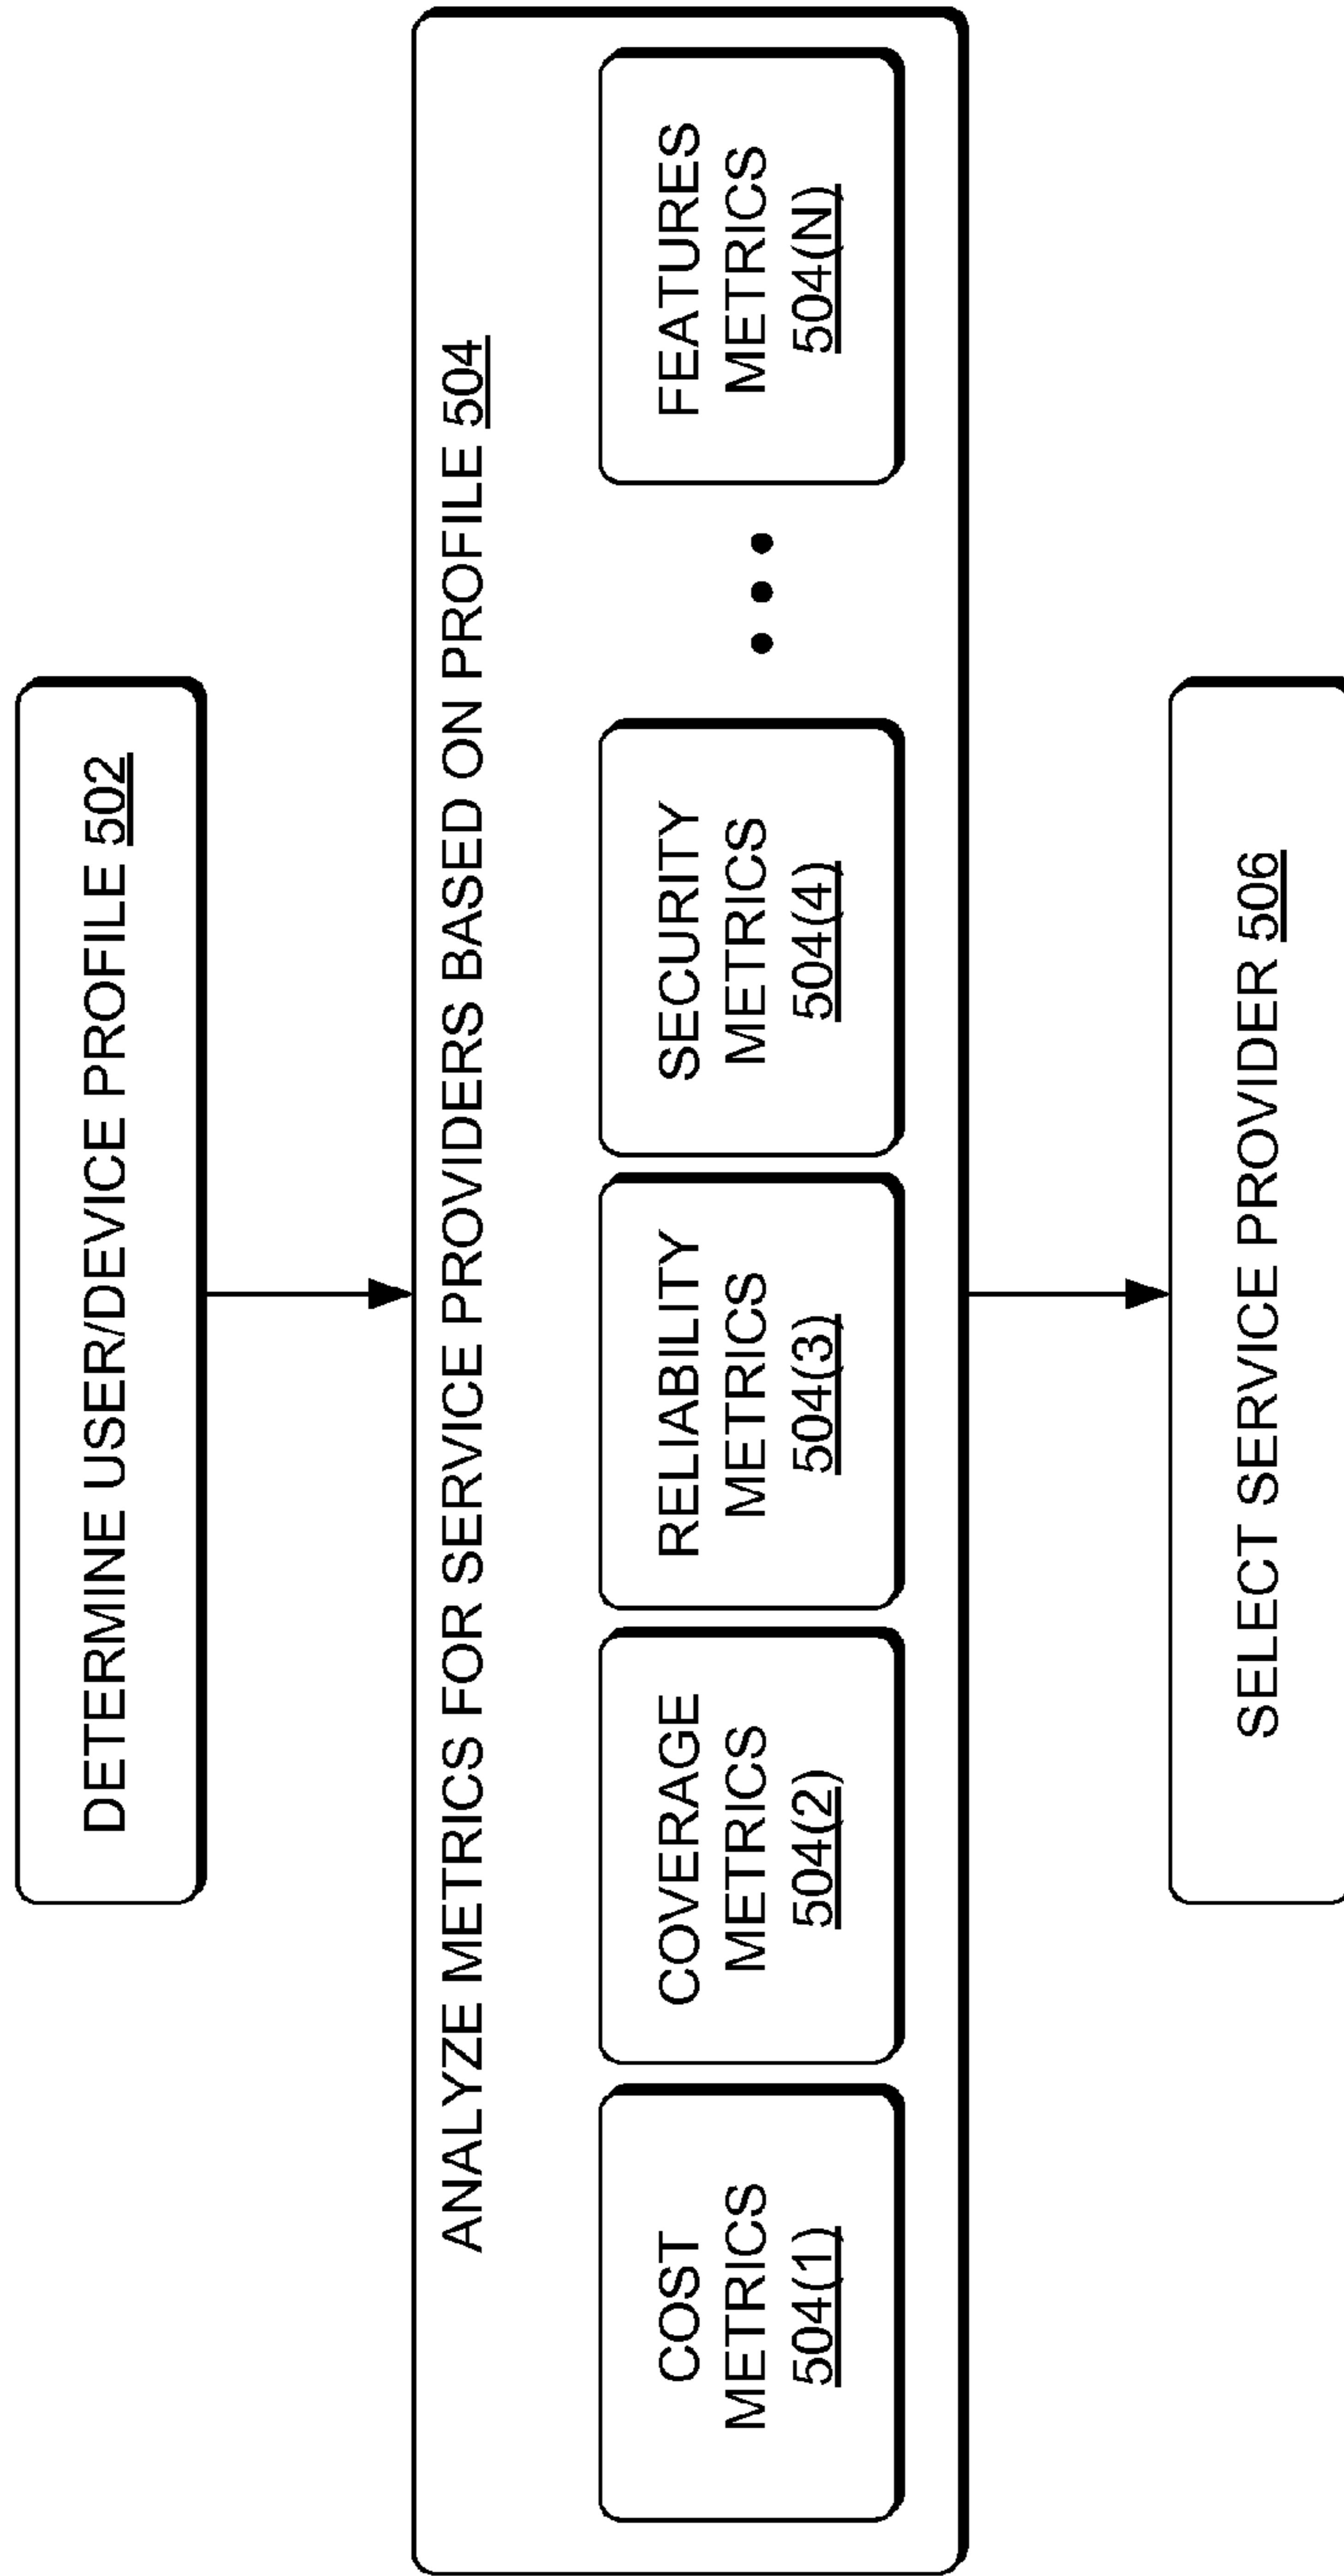 DETERMINE USER/DEVICE PROFILE 502
ANALYZE METRICS FOR SERVICE PROVIDERS BASED ON PROFILE 504
COST
METRICS
504(1)
COVERAGE
METRICS
504(2)
RELIABILITY
METRICS
504(3)
SECURITY
METRICS
504(4)
FEATURES
METRICS
504(N)
SELECT SERVICE PROVIDER 506